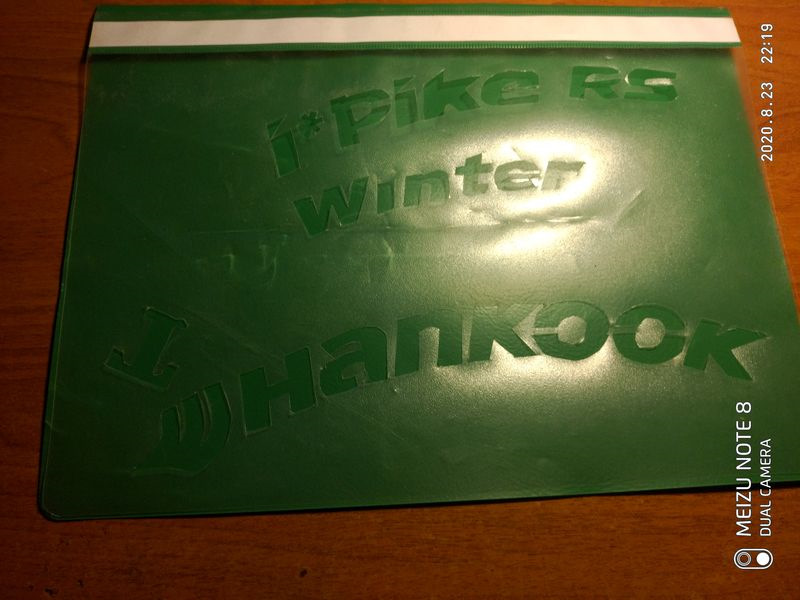 i*Pike RS
Winter
Hankook
T
2020.8.23 22:19
MEIZU NOTE 8
DUAL CAMERA